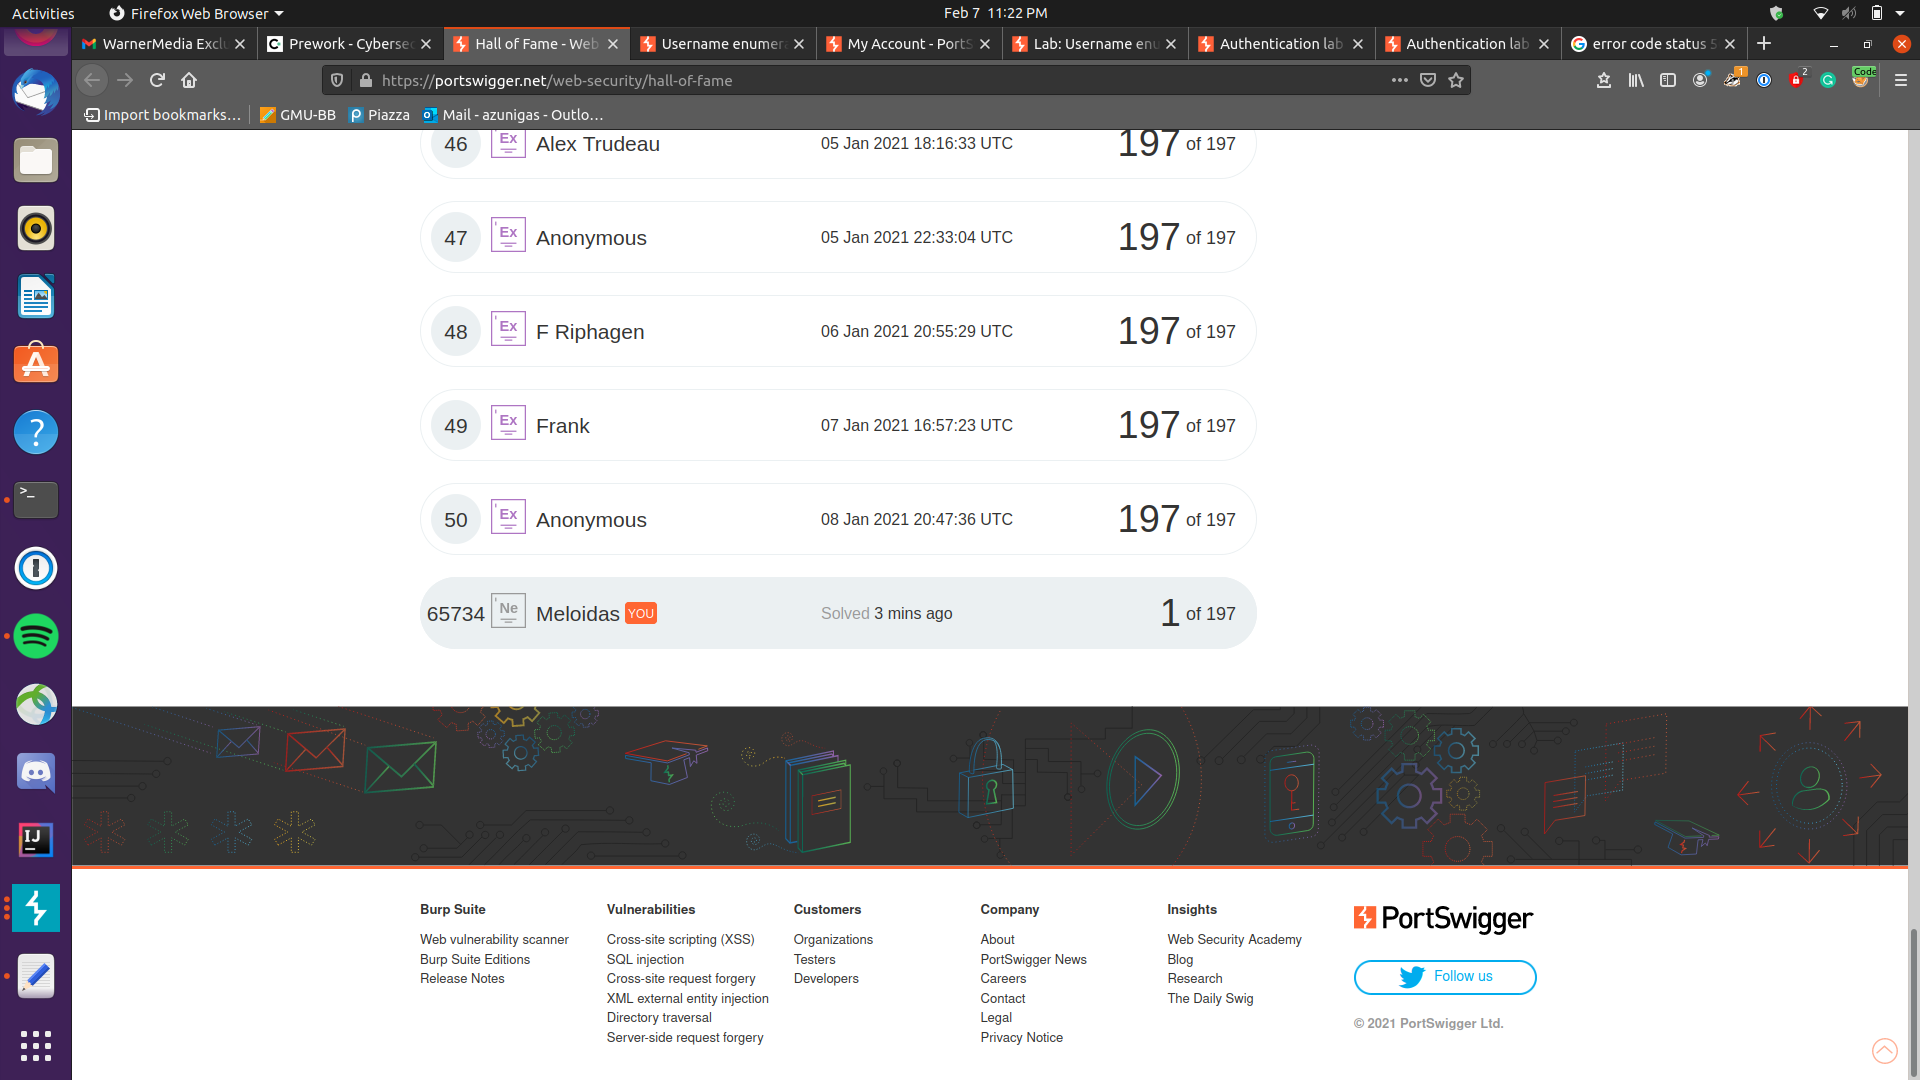 Activities
Firefox Web Browser
Feb 7 11:22 PM
WarnerMedia Exclu
Prework - Cybersec
Hall of Fame - Web
Username enumera
My Account - PortS
Lab: Username enu
Authentication lab
Authentication lab
error code status 5
https://portswigger.net/web-security/hall-of-fame
1
2
Code
Import bookmarks...
GMU-BB
Piazza
Mail - azunigas - Outlo...
46 Ex Alex Trudeau 05 Jan 2021 18:16:33 UTC 197 of 197
47 Ex Anonymous 05 Jan 2021 22:33:04 UTC 197 of 197
48 Ex F Riphagen 06 Jan 2021 20:55:29 UTC 197 of 197
49 Ex Frank 07 Jan 2021 16:57:23 UTC 197 of 197
50 Ex Anonymous 08 Jan 2021 20:47:36 UTC 197 of 197
65734 Ne Meloidas YOU Solved 3 mins ago 1 of 197
IJ
Burp Suite
Web vulnerability scanner
Burp Suite Editions
Release Notes
Vulnerabilities
Cross-site scripting (XSS)
SQL injection
Cross-site request forgery
XML external entity injection
Directory traversal
Server-side request forgery
Customers
Organizations
Testers
Developers
Company
About
PortSwigger News
Careers
Contact
Legal
Privacy Notice
Insights
Web Security Academy
Blog
Research
The Daily Swig
PortSwigger
Follow us
© 2021 PortSwigger Ltd.